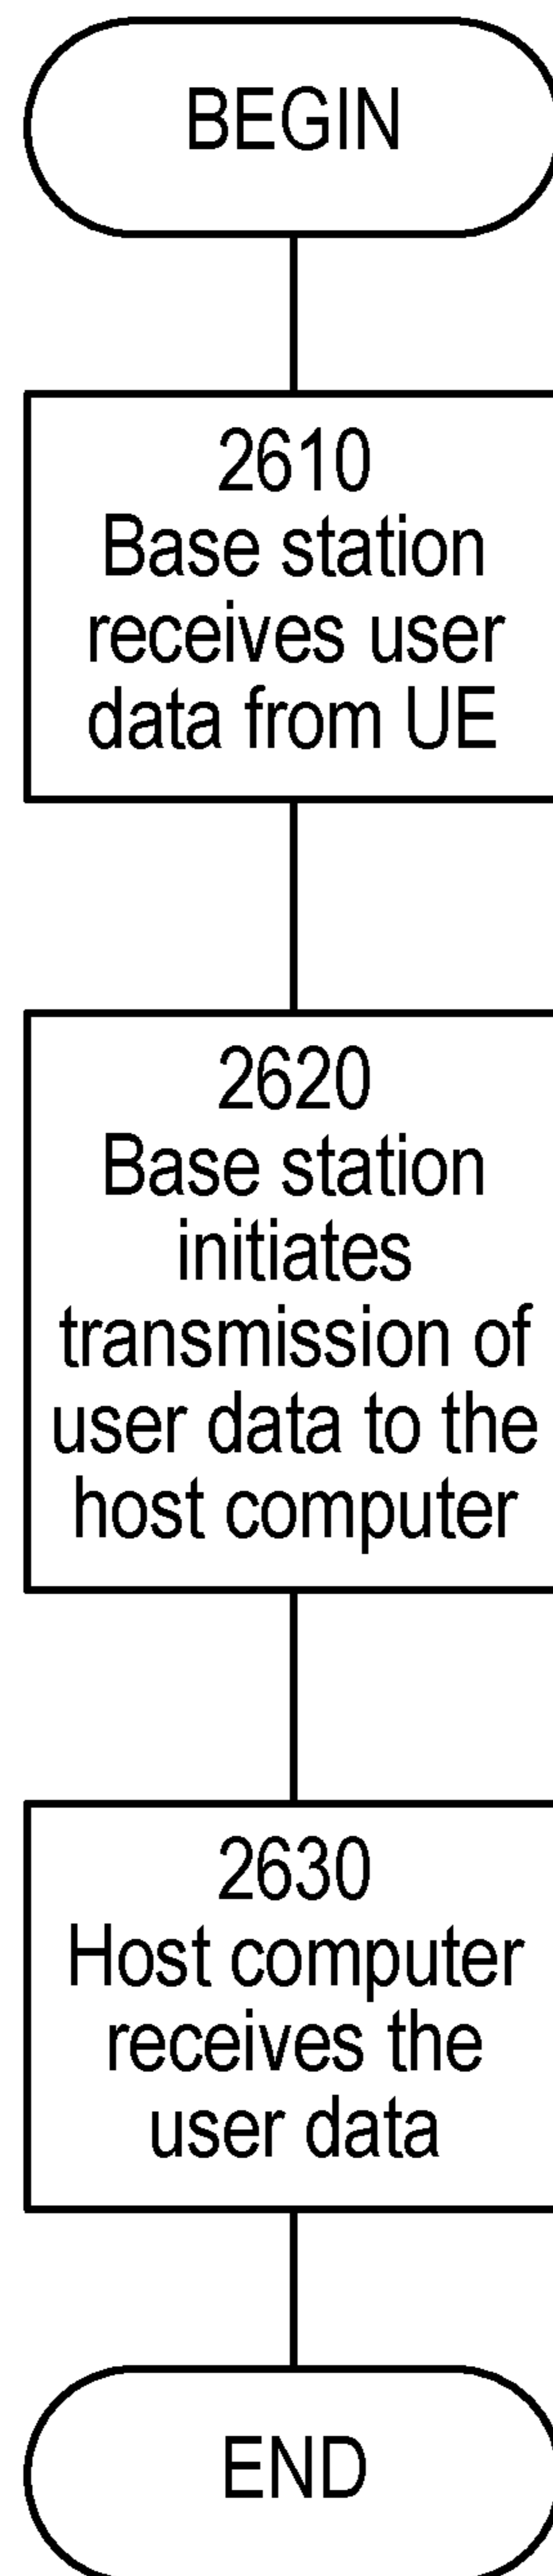 BEGIN
2610
Base station
receives user
data from UE
2620
Base station
initiates
transmission of
user data to the
host computer
2630
Host computer
receives the
user data
END